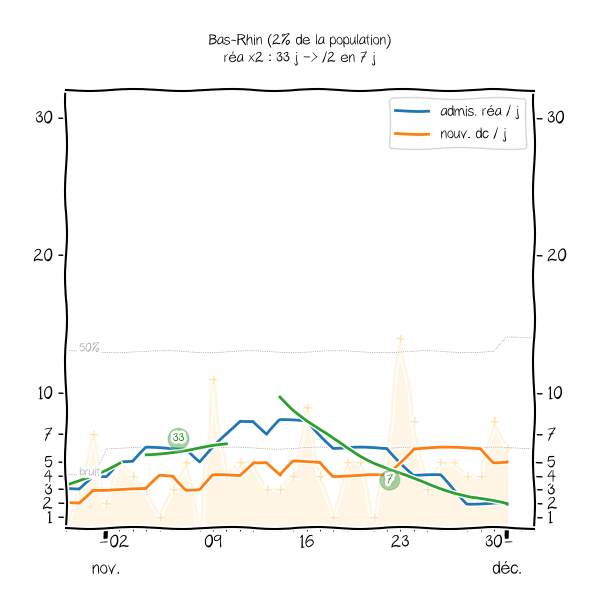 Bas-Rhin (2% de la population)
réa x2 : 33 j -> /2 en 7 j
admis. réa / j
nouv. dc / j
30 30
20 20
50%
10 10
33
7 7
5 5
bruit
4 4
7
3 3
2 2
1 1
02 09 16 23 30
nov. déc.